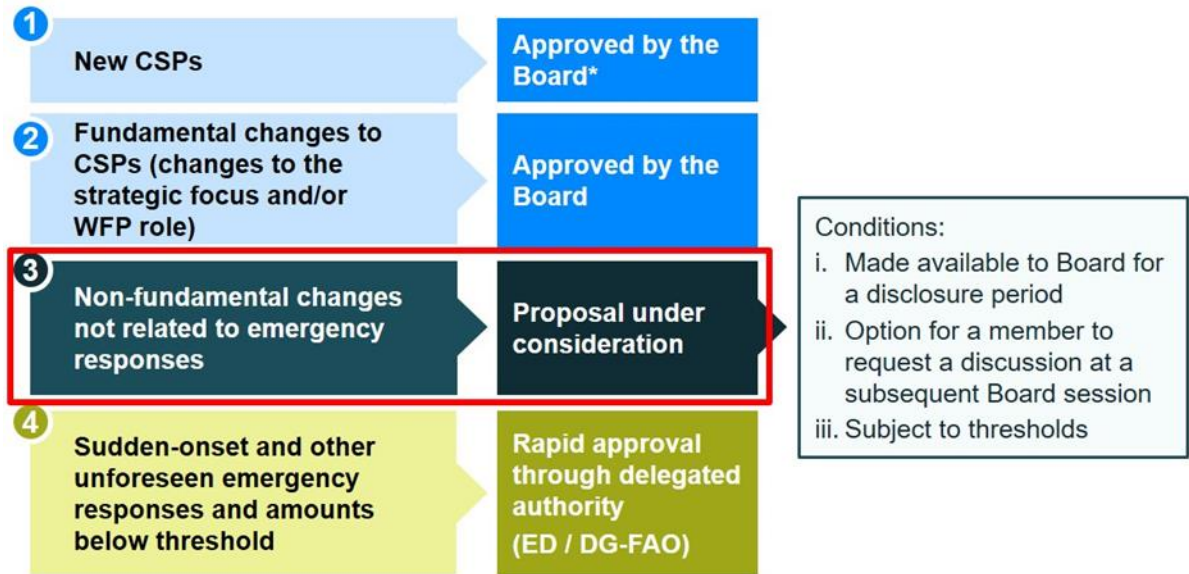 1
New CSPs
Approved by the
Board*
2
Fundamental changes to
CSPs (changes to the
strategic focus and/or
WFP role)
Approved by the
Board
3
Non-fundamental changes
not related to emergency
responses
Proposal under
consideration
Conditions:
i. Made available to Board for
a disclosure period
ii. Option for a member to
request a discussion at a
subsequent Board session
iii. Subject to thresholds
4
Sudden-onset and other
unforeseen emergency
responses and amounts
below threshold
Rapid approval
through delegated
authority
(ED / DG-FAO)